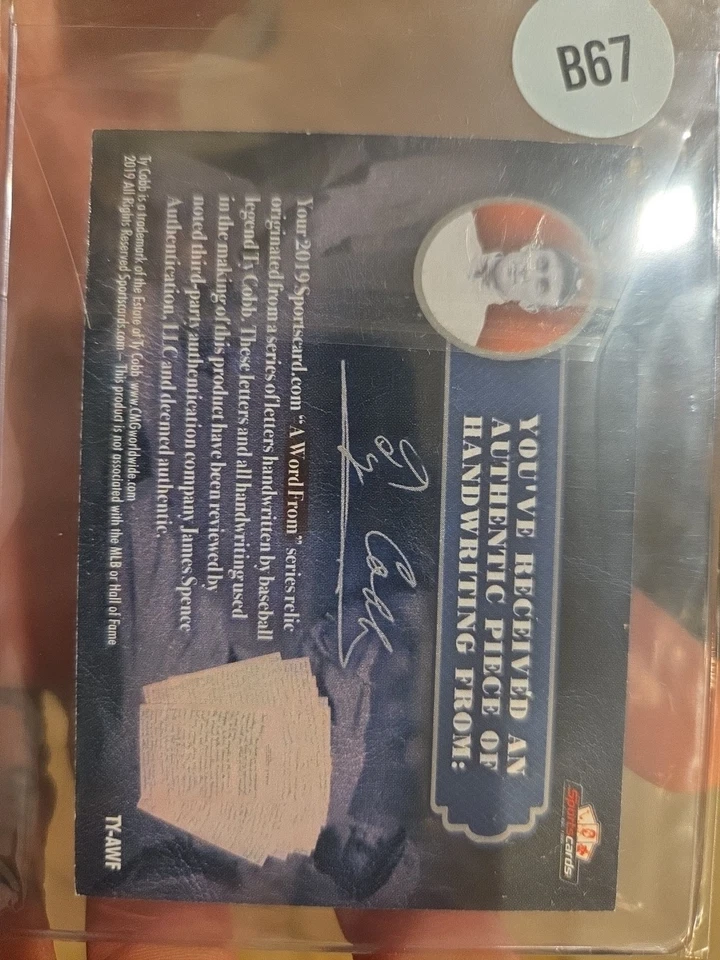 B67
Sportscards
YOU'VE RECEIVED AN
AUTHENTIC PIECE OF
HANDWRITING FROM:
Ty Cobb
Your 2019 Sportscard.com "A Word From" series relic
originated from a series of letters handwritten by baseball
legend Ty Cobb. These letters and all handwriting used
in the making of this product have been reviewed by
noted third-party authentication company James Spence
Authentication, LLC and deemed authentic.
Ty Cobb is a trademark of the Estate of Ty Cobb www.CMGworldwide.com
2019 All Rights Reserved Sportscards.com – This product is not associated with the MLB or Hall of Fame
TY-AWF